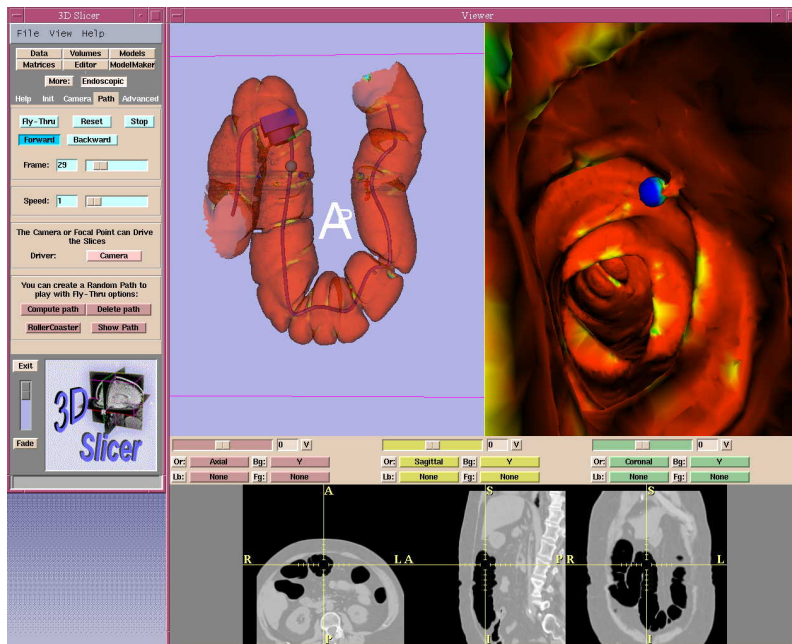 3D Slicer
File View Help
Data Volumes Models
Matrices Editor ModelMaker
More: Endoscopic
Help Init Camera Path Advanced
Fly-Thru Reset Stop
Forward Backward
Frame: 29
Speed: 1
The Camera or Focal Point can Drive
the Slices
Driver: Camera
You can create a Random Path to
play with Fly-Thru options:
Compute path Delete path
RollerCoaster Show Path
Exit
Fade
3D
Slicer
Viewer
A
P
0 V 0 V 0 V
Or: Axial Bg: Y Or: Sagittal Bg: Y Or: Coronal Bg: Y
Lb: None Fg: None Lb: None Fg: None Lb: None Fg: None
A S S
R L A P R L
P I I